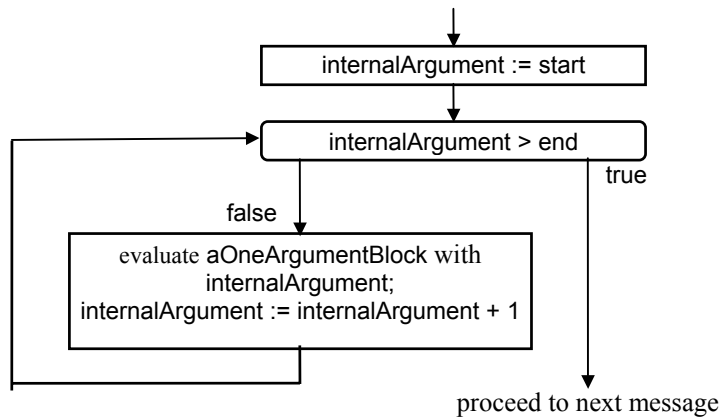 internalArgument := start
internalArgument > end
true
false
evaluate aOneArgumentBlock with
internalArgument;
internalArgument := internalArgument + 1
proceed to next message